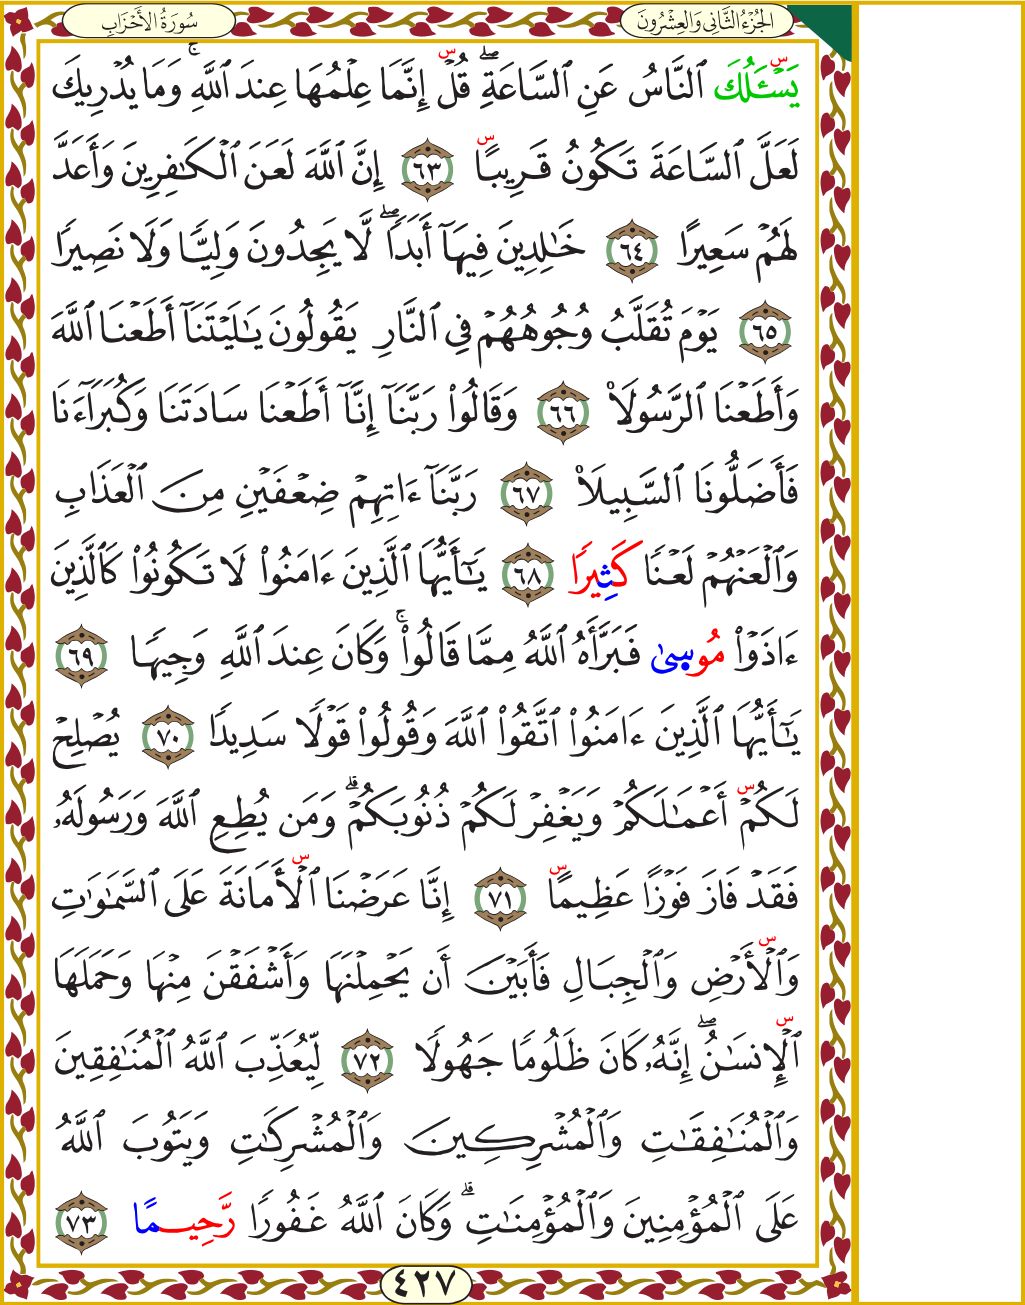 الجُزْءُ الثَّانِي وَالعِشْرُونَ
سُورَةُ الأَحْزَابِ
يَسْـَٔلُكَ ٱلنَّاسُ عَنِ ٱلسَّاعَةِۖ قُلْ إِنَّمَا عِلْمُهَا عِندَ ٱللَّهِۚ وَمَا يُدْرِيكَ
لَعَلَّ ٱلسَّاعَةَ تَكُونُ قَرِيبًا ٦٣ إِنَّ ٱللَّهَ لَعَنَ ٱلْكَٰفِرِينَ وَأَعَدَّ
لَهُمْ سَعِيرًا ٦٤ خَٰلِدِينَ فِيهَآ أَبَدًاۖ لَّا يَجِدُونَ وَلِيًّا وَلَا نَصِيرًا
٦٥ يَوْمَ تُقَلَّبُ وُجُوهُهُمْ فِي ٱلنَّارِ يَقُولُونَ يَٰلَيْتَنَآ أَطَعْنَا ٱللَّهَ
وَأَطَعْنَا ٱلرَّسُولَا۠ ٦٦ وَقَالُوا۟ رَبَّنَآ إِنَّآ أَطَعْنَا سَادَتَنَا وَكُبَرَآءَنَا
فَأَضَلُّونَا ٱلسَّبِيلَا۠ ٦٧ رَبَّنَآ ءَاتِهِمْ ضِعْفَيْنِ مِنَ ٱلْعَذَابِ
وَٱلْعَنْهُمْ لَعْنًا كَثِيرًا ٦٨ يَٰٓأَيُّهَا ٱلَّذِينَ ءَامَنُوا۟ لَا تَكُونُوا۟ كَٱلَّذِينَ
ءَاذَوْا۟ مُوسىٰ فَبَرَّأَهُ ٱللَّهُ مِمَّا قَالُوا۟ۚ وَكَانَ عِندَ ٱللَّهِ وَجِيهًا ٦٩
يَٰٓأَيُّهَا ٱلَّذِينَ ءَامَنُوا۟ ٱتَّقُوا۟ ٱللَّهَ وَقُولُوا۟ قَوْلًا سَدِيدًا ٧٠ يُصْلِحْ
لَكُمْ أَعْمَٰلَكُمْ وَيَغْفِرْ لَكُمْ ذُنُوبَكُمْۗ وَمَن يُطِعِ ٱللَّهَ وَرَسُولَهُۥ
فَقَدْ فَازَ فَوْزًا عَظِيمًا ٧١ إِنَّا عَرَضْنَا ٱلْأَمَانَةَ عَلَى ٱلسَّمَٰوَٰتِ
وَٱلْأَرْضِ وَٱلْجِبَالِ فَأَبَيْنَ أَن يَحْمِلْنَهَا وَأَشْفَقْنَ مِنْهَا وَحَمَلَهَا
ٱلْإِنسَٰنُۖ إِنَّهُۥ كَانَ ظَلُومًا جَهُولًا ٧٢ لِّيُعَذِّبَ ٱللَّهُ ٱلْمُنَٰفِقِينَ
وَٱلْمُنَٰفِقَٰتِ وَٱلْمُشْرِكِينَ وَٱلْمُشْرِكَٰتِ وَيَتُوبَ ٱللَّهُ
عَلَى ٱلْمُؤْمِنِينَ وَٱلْمُؤْمِنَٰتِۗ وَكَانَ ٱللَّهُ غَفُورًا رَّحِيمًا ٧٣
٤٢٧